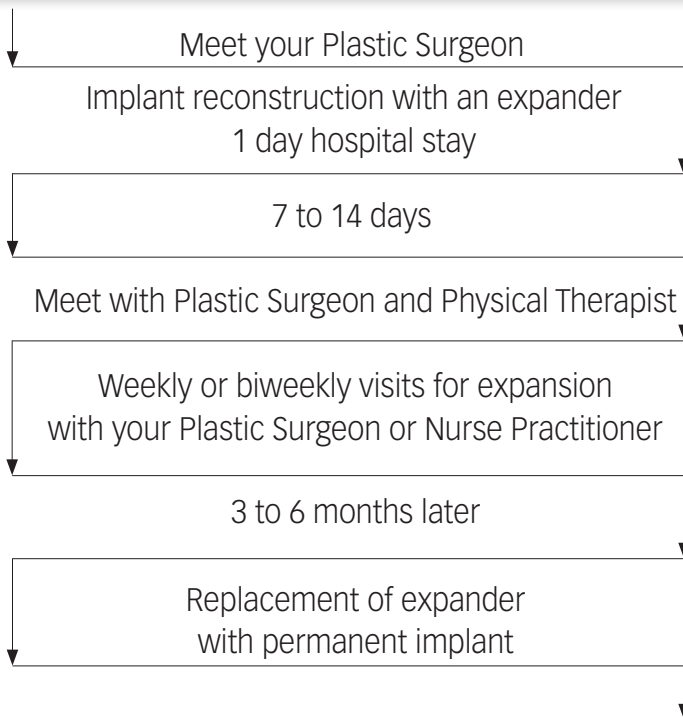 Meet your Plastic Surgeon
Implant reconstruction with an expander
1 day hospital stay
7 to 14 days
Meet with Plastic Surgeon and Physical Therapist
Weekly or biweekly visits for expansion
with your Plastic Surgeon or Nurse Practitioner
3 to 6 months later
Replacement of expander
with permanent implant